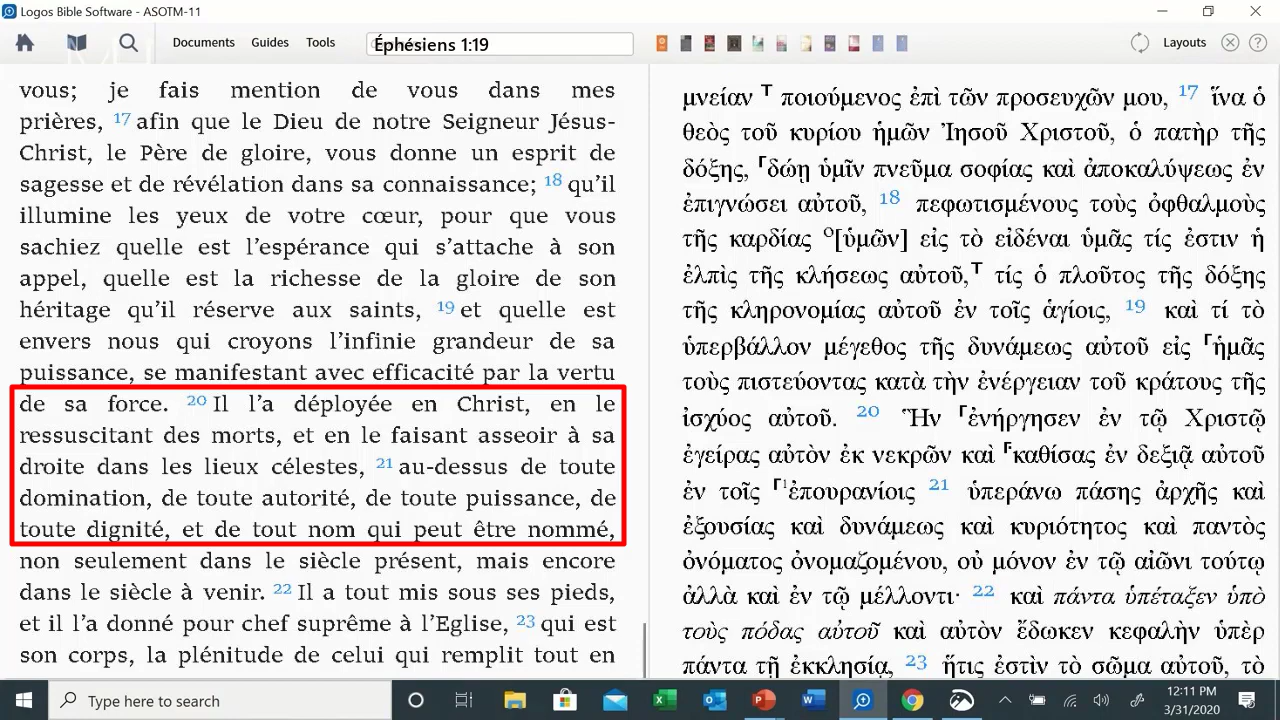 Logos Bible Software - ASOTM-11
Documents Guides Tools Éphésiens 1:19 Layouts
vous; je fais mention de vous dans mes
prières, 17 afin que le Dieu de notre Seigneur Jésus-
Christ, le Père de gloire, vous donne un esprit de
sagesse et de révélation dans sa connaissance; 18 qu’il
illumine les yeux de votre cœur, pour que vous
sachiez quelle est l’espérance qui s’attache à son
appel, quelle est la richesse de la gloire de son
héritage qu’il réserve aux saints, 19 et quelle est
envers nous qui croyons l’infinie grandeur de sa
puissance, se manifestant avec efficacité par la vertu
de sa force. 20 Il l’a déployée en Christ, en le
ressuscitant des morts, et en le faisant asseoir à sa
droite dans les lieux célestes, 21 au-dessus de toute
domination, de toute autorité, de toute puissance, de
toute dignité, et de tout nom qui peut être nommé,
non seulement dans le siècle présent, mais encore
dans le siècle à venir. 22 Il a tout mis sous ses pieds,
et il l’a donné pour chef suprême à l’Eglise, 23 qui est
son corps, la plénitude de celui qui remplit tout en
μνείαν ⸆ ποιούμενος ἐπὶ τῶν προσευχῶν μου, 17 ἵνα ὁ
θεὸς τοῦ κυρίου ἡμῶν Ἰησοῦ Χριστοῦ, ὁ πατὴρ τῆς
δόξης, ⸀δώῃ ὑμῖν πνεῦμα σοφίας καὶ ἀποκαλύψεως ἐν
ἐπιγνώσει αὐτοῦ, 18 πεφωτισμένους τοὺς ὀφθαλμοὺς
τῆς καρδίας ⸰[ὑμῶν] εἰς τὸ εἰδέναι ὑμᾶς τίς ἐστιν ἡ
ἐλπὶς τῆς κλήσεως αὐτοῦ,⸆ τίς ὁ πλοῦτος τῆς δόξης
τῆς κληρονομίας αὐτοῦ ἐν τοῖς ἁγίοις, 19 καὶ τί τὸ
ὑπερβάλλον μέγεθος τῆς δυνάμεως αὐτοῦ εἰς ⸀ἡμᾶς
τοὺς πιστεύοντας κατὰ τὴν ἐνέργειαν τοῦ κράτους τῆς
ἰσχύος αὐτοῦ. 20 Ἣν ⸀ἐνήργησεν ἐν τῷ Χριστῷ
ἐγείρας αὐτὸν ἐκ νεκρῶν καὶ ⸁καθίσας ἐν δεξιᾷ αὐτοῦ
ἐν τοῖς ⸀¹ἐπουρανίοις 21 ὑπεράνω πάσης ἀρχῆς καὶ
ἐξουσίας καὶ δυνάμεως καὶ κυριότητος καὶ παντὸς
ὀνόματος ὀνομαζομένου, οὐ μόνον ἐν τῷ αἰῶνι τούτῳ
ἀλλὰ καὶ ἐν τῷ μέλλοντι· 22 καὶ πάντα ὑπέταξεν ὑπὸ
τοὺς πόδας αὐτοῦ καὶ αὐτὸν ἔδωκεν κεφαλὴν ὑπὲρ
πάντα τῇ ἐκκλησίᾳ, 23 ἥτις ἐστὶν τὸ σῶμα αὐτοῦ, τὸ
Type here to search
12:11 PM
3/31/2020